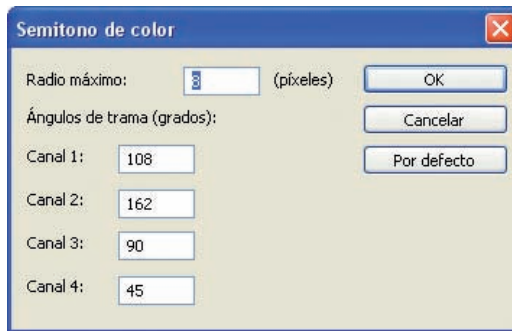 Semitono de color
Radio máximo: 8 (píxeles) OK
Ángulos de trama (grados): Cancelar
Canal 1: 108 Por defecto
Canal 2: 162
Canal 3: 90
Canal 4: 45